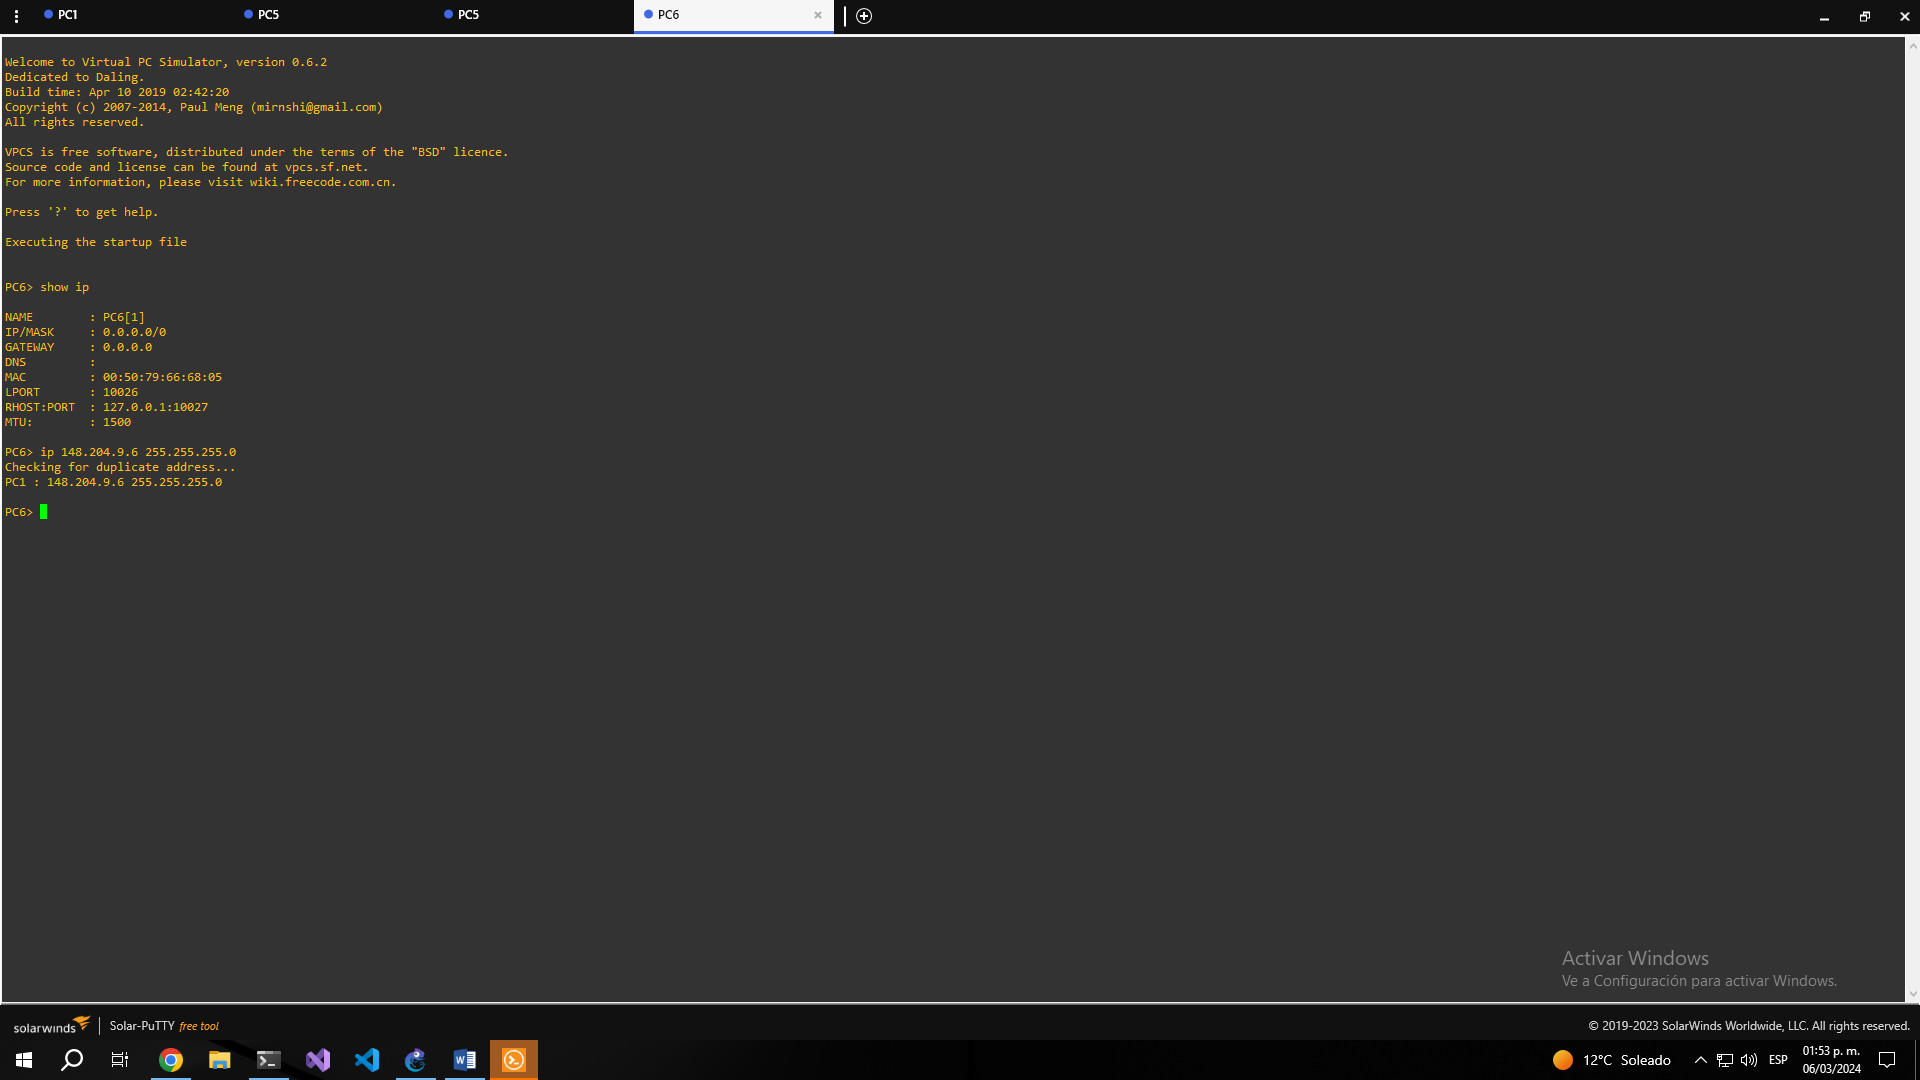 PC1
PC5
PC5
PC6
Welcome to Virtual PC Simulator, version 0.6.2
Dedicated to Daling.
Build time: Apr 10 2019 02:42:20
Copyright (c) 2007-2014, Paul Meng (mirnshi@gmail.com)
All rights reserved.
VPCS is free software, distributed under the terms of the "BSD" licence.
Source code and license can be found at vpcs.sf.net.
For more information, please visit wiki.freecode.com.cn.
Press '?' to get help.
Executing the startup file
PC6> show ip
NAME        : PC6[1]
IP/MASK     : 0.0.0.0/0
GATEWAY     : 0.0.0.0
DNS         :
MAC         : 00:50:79:66:68:05
LPORT       : 10026
RHOST:PORT  : 127.0.0.1:10027
MTU:        : 1500
PC6> ip 148.204.9.6 255.255.255.0
Checking for duplicate address...
PC1 : 148.204.9.6 255.255.255.0
PC6>
Activar Windows
Ve a Configuración para activar Windows.
solarwinds | Solar-PuTTY free tool
© 2019-2023 SolarWinds Worldwide, LLC. All rights reserved.
12°C Soleado
ESP
01:53 p. m.
06/03/2024